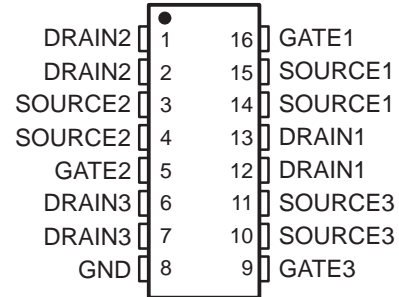 DRAIN2 1 16 GATE1
DRAIN2 2 15 SOURCE1
SOURCE2 3 14 SOURCE1
SOURCE2 4 13 DRAIN1
GATE2 5 12 DRAIN1
DRAIN3 6 11 SOURCE3
DRAIN3 7 10 SOURCE3
GND 8 9 GATE3